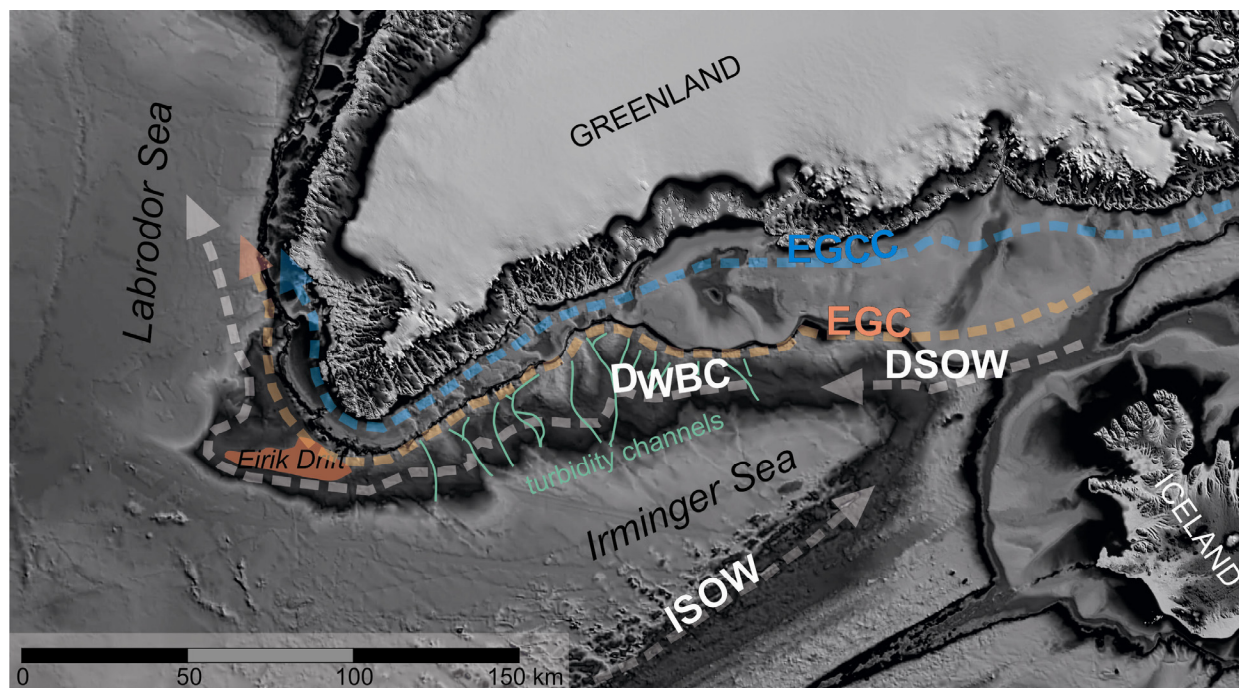 GREENLAND
Labrodor Sea
EGCC
EGC
DSOW
DWBC
Eirik Drift
turbidity channels
Irminger Sea
ISOW
ICELAND
0 50 100 150 km